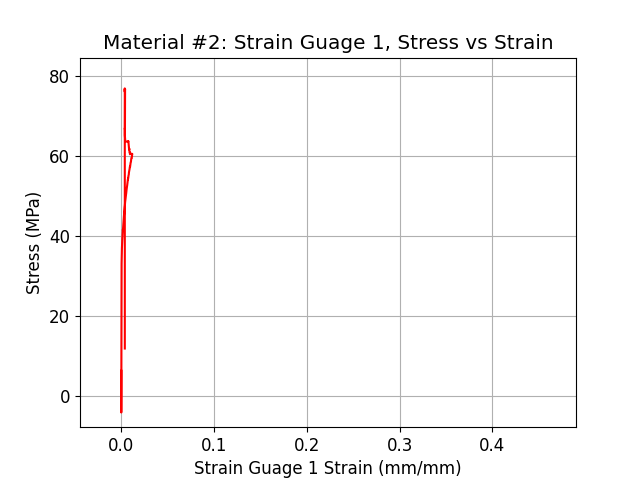 Material #2: Strain Guage 1, Stress vs Strain
80
60
40
20
0
Stress (MPa)
0.0 0.1 0.2 0.3 0.4
Strain Guage 1 Strain (mm/mm)